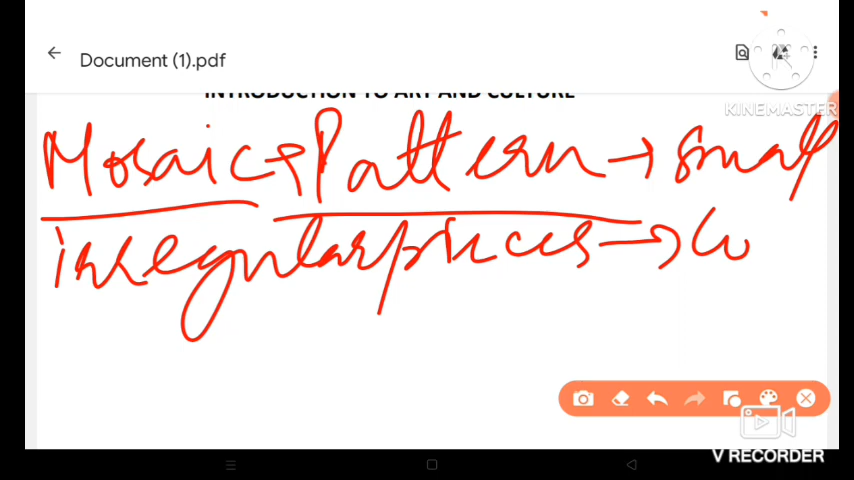 Document (1).pdf
KINEMASTER
INTRODUCTION TO ART AND CULTURE
Mosaic → Pattern → small
irregular pieces →
V RECORDER